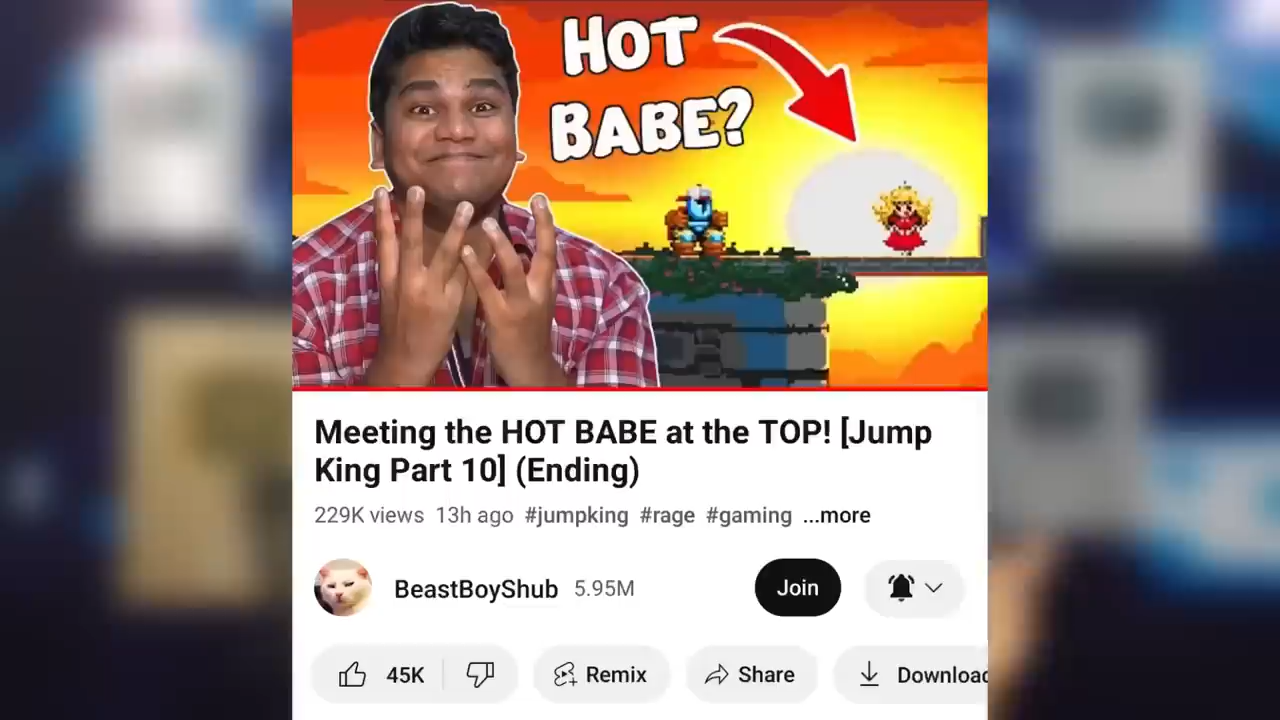 HOT
BABE?
Meeting the HOT BABE at the TOP! [Jump
King Part 10] (Ending)
229K views 13h ago #jumpking #rage #gaming ...more
BeastBoyShub 5.95M
Join
45K
Remix
Share
Download